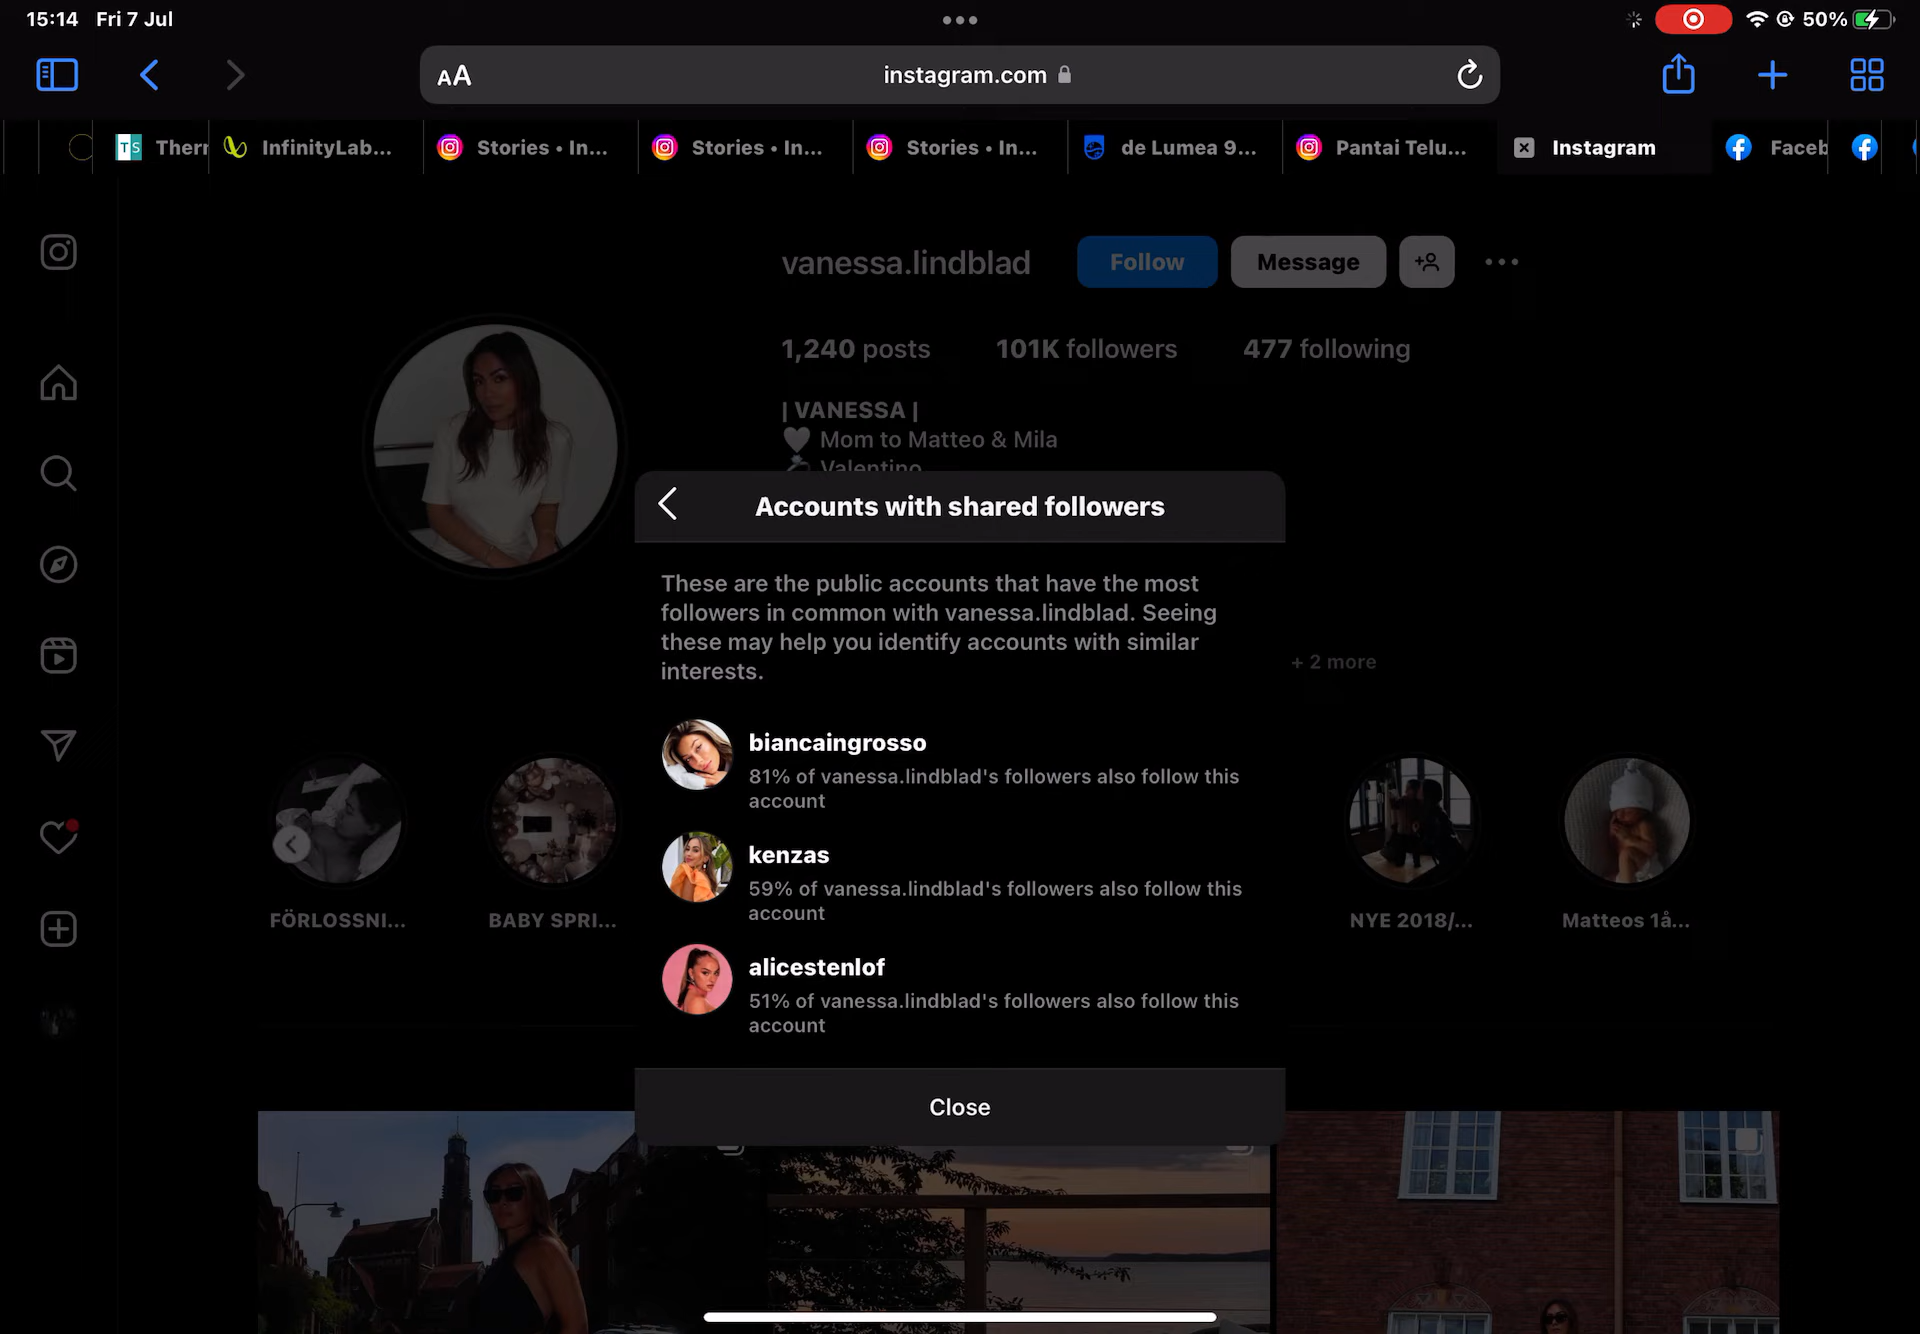 15:14 Fri 7 Jul
50%
AA
instagram.com
TS Therr
InfinityLab...
Stories • In...
Stories • In...
Stories • In...
de Lumea 9...
Pantai Telu...
Instagram
Faceb
vanessa.lindblad
Follow
Message
1,240 posts
101K followers
477 following
| VANESSA |
Mom to Matteo & Mila
Valentino
Accounts with shared followers
These are the public accounts that have the most
followers in common with vanessa.lindblad. Seeing
these may help you identify accounts with similar
interests.
+ 2 more
biancaingrosso
81% of vanessa.lindblad's followers also follow this
account
kenzas
59% of vanessa.lindblad's followers also follow this
account
alicestenlof
51% of vanessa.lindblad's followers also follow this
account
FÖRLOSSNI...
BABY SPRI...
NYE 2018/...
Matteos 1å...
Close